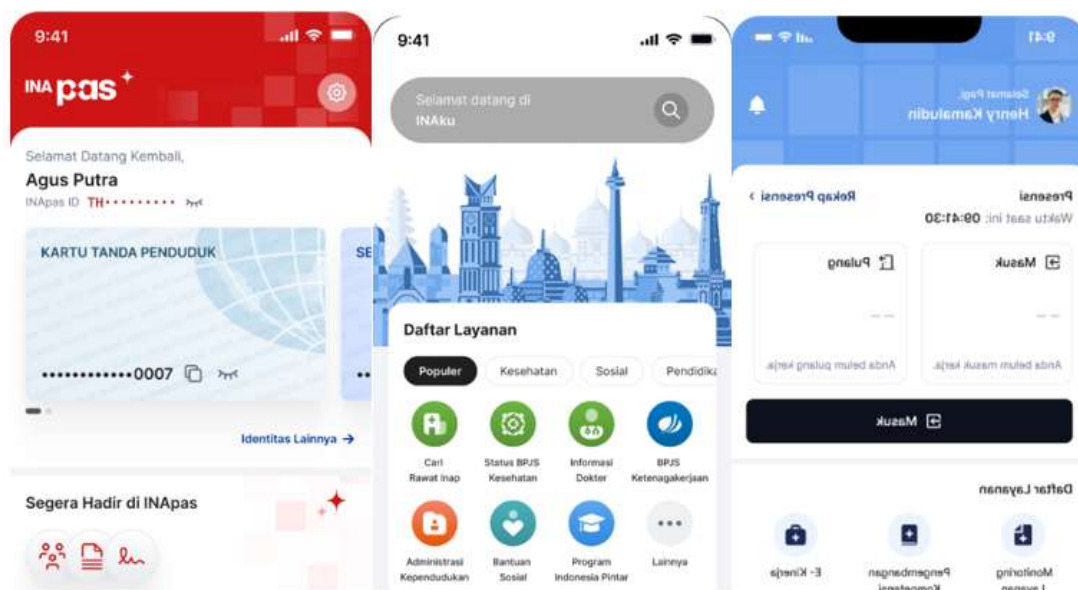 9:41
INApas
Selamat Datang Kembali,
Agus Putra
INApas ID TH•••••••••
KARTU TANDA PENDUDUK
SE
••••••••••••0007
Identitas Lainnya →
Segera Hadir di INApas
9:41
Selamat datang di
INAku
Daftar Layanan
Populer Kesehatan Sosial Pendidika
Cari
Rawat Inap
Status BPJS
Kesehatan
Informasi
Dokter
BPJS
Ketenagakerjaan
Administrasi
Kependudukan
Bantuan
Sosial
Program
Indonesia Pintar
Lainnya
9:41
Selamat Pagi,
Henry Kamaludin
Presensi
Rekap Presensi >
Waktu saat ini: 09:41:30
Masuk
-- --
Anda belum masuk kerja.
Pulang
-- --
Anda belum pulang kerja.
Masuk
Daftar Layanan
Monitoring
Layanan
Pengembangan
Kompetensi
E- Kinerja